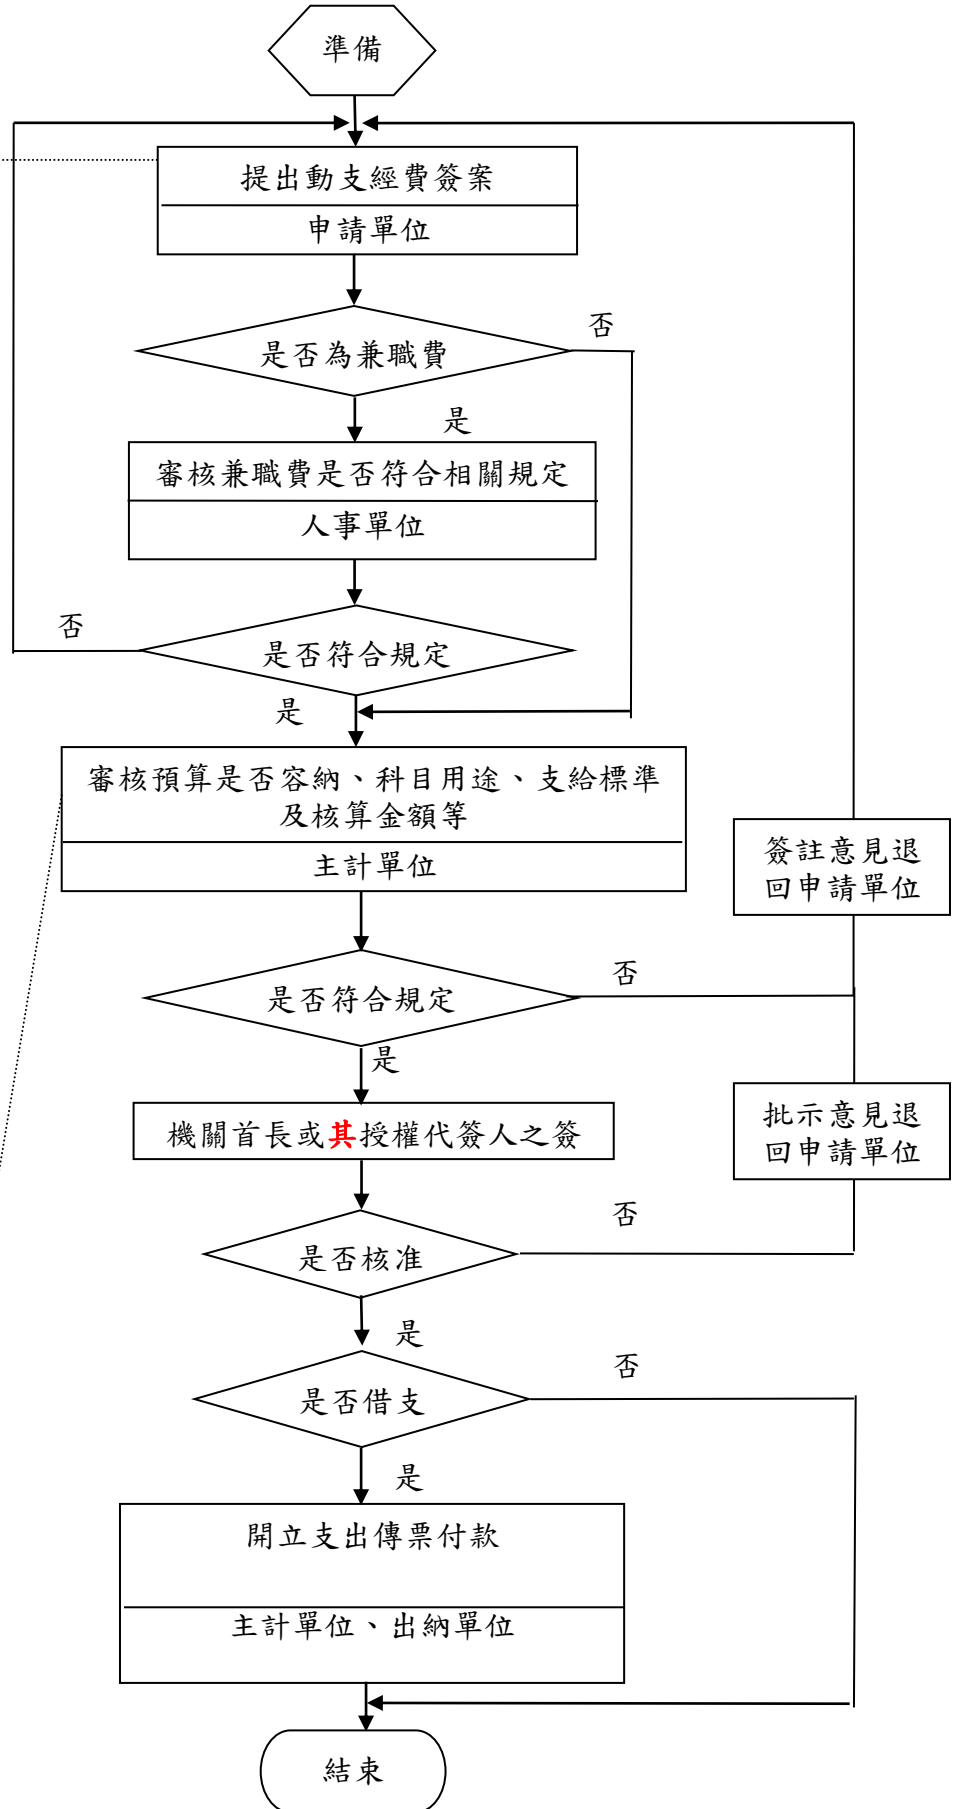 準備
提出動支經費簽案
申請單位
否
是否為兼職費
是
審核兼職費是否符合相關規定
人事單位
否
是否符合規定
是
審核預算是否容納、科目用途、支給標準
及核算金額等
主計單位
簽註意見退
回申請單位
否
是否符合規定
是
機關首長或其授權代簽人之簽
批示意見退
回申請單位
否
是否核准
是
否
是否借支
是
開立支出傳票付款
主計單位、出納單位
結束